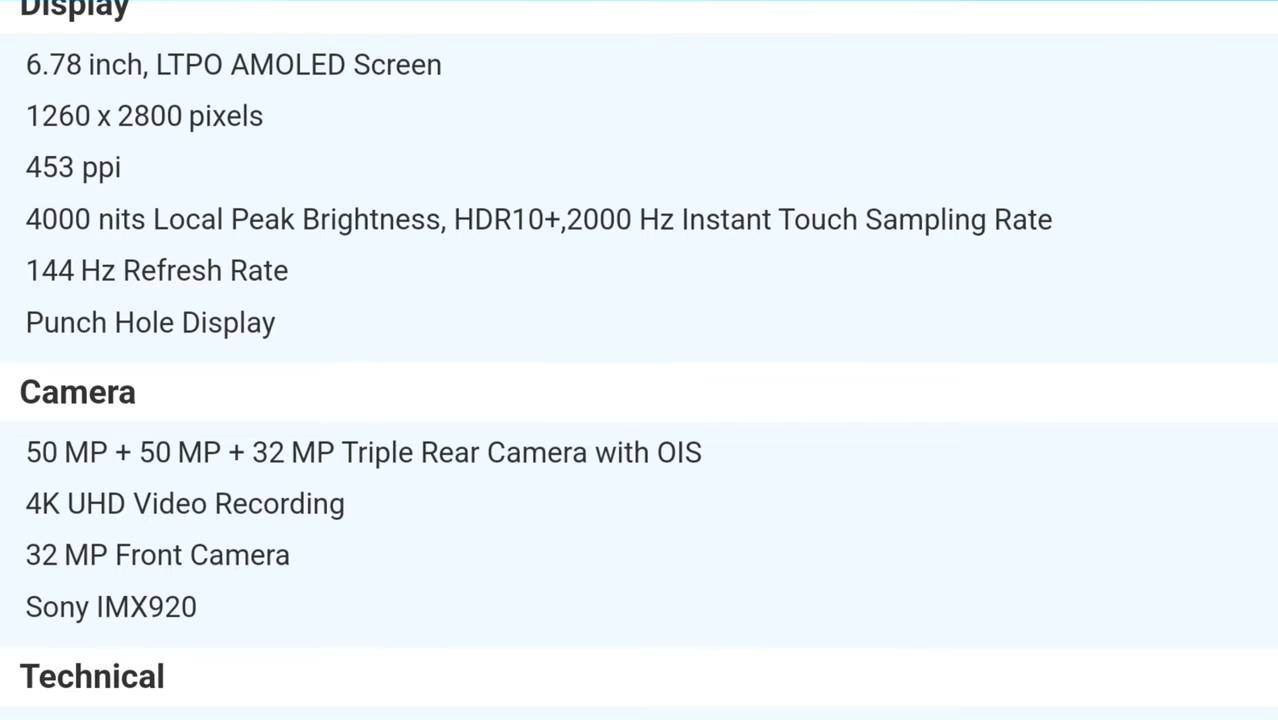 Display
6.78 inch, LTPO AMOLED Screen
1260 x 2800 pixels
453 ppi
4000 nits Local Peak Brightness, HDR10+,2000 Hz Instant Touch Sampling Rate
144 Hz Refresh Rate
Punch Hole Display
Camera
50 MP + 50 MP + 32 MP Triple Rear Camera with OIS
4K UHD Video Recording
32 MP Front Camera
Sony IMX920
Technical